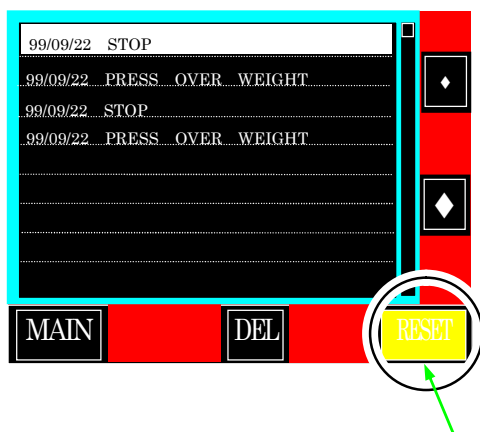 99/09/22 STOP
99/09/22 PRESS OVER WEIGHT
99/09/22 STOP
99/09/22 PRESS OVER WEIGHT
MAIN DEL RESET